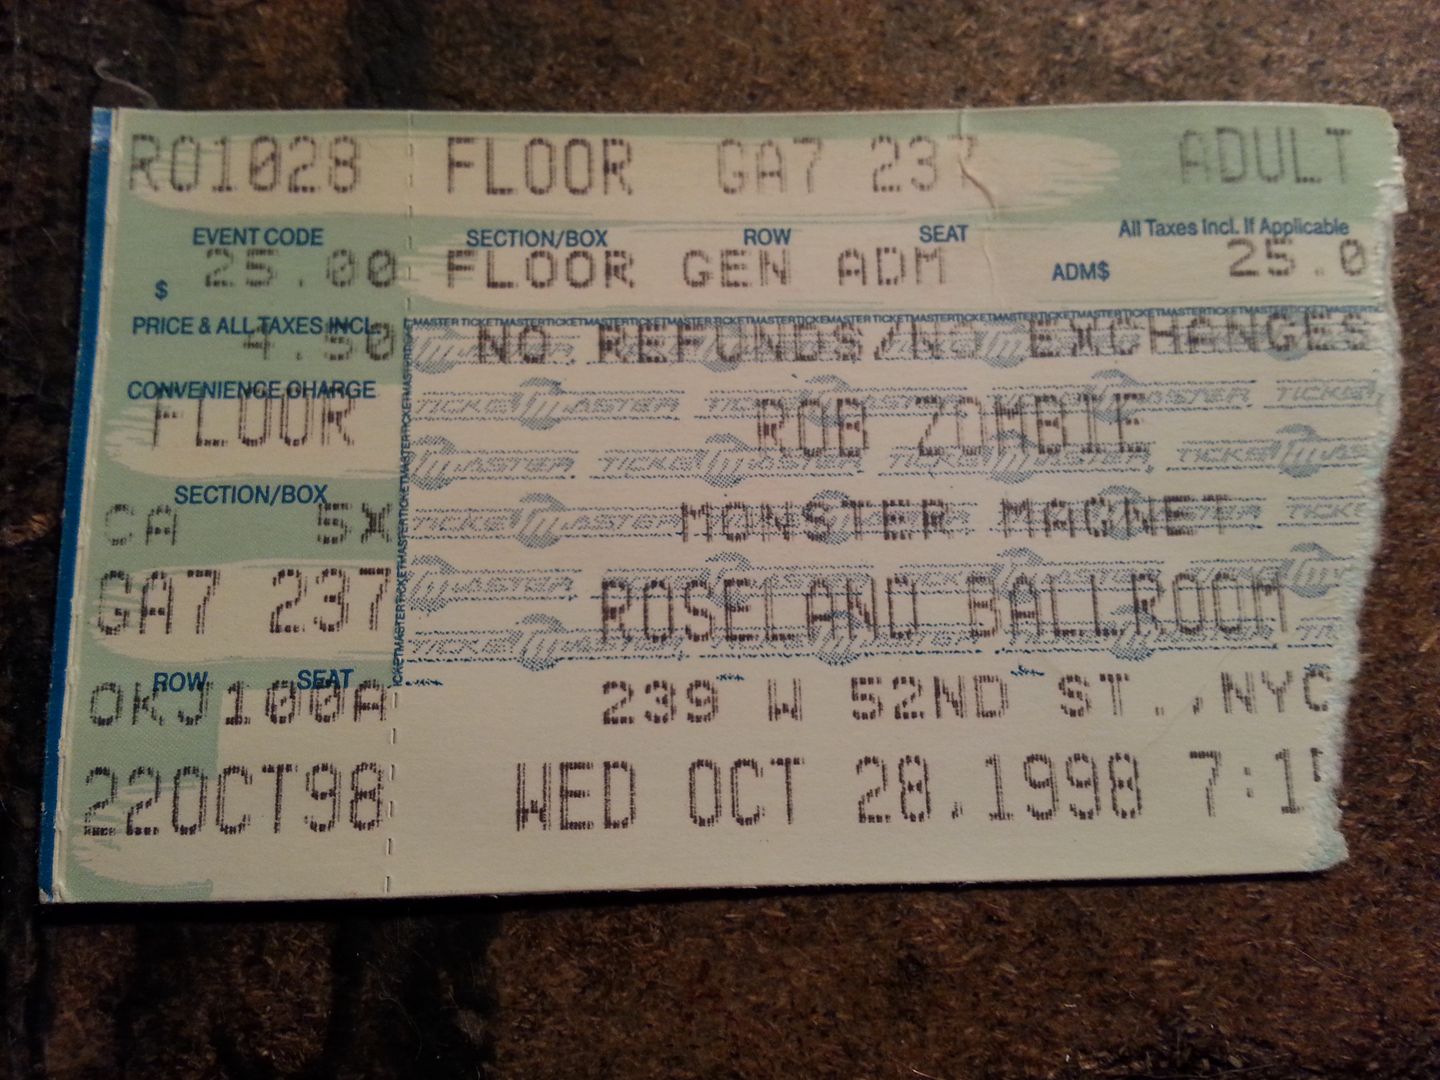 RO1028 FLOOR GA7 237 ADULT
EVENT CODE SECTION/BOX ROW SEAT All Taxes Incl. If Applicable
$ 25.00 FLOOR GEN ADM ADM$ 25.0
PRICE & ALL TAXES INCL
4.50 NO REFUNDS/NO EXCHANGES
CONVENIENCE CHARGE
FLOOR ROB ZOMBIE
SECTION/BOX
CA 5X MONSTER MAGNET
GA7 237 ROSELAND BALLROOM
ROW SEAT
OKJ100A 239 W 52ND ST.,NYC
22OCT98 WED OCT 28,1998 7:1
TICKETMASTER